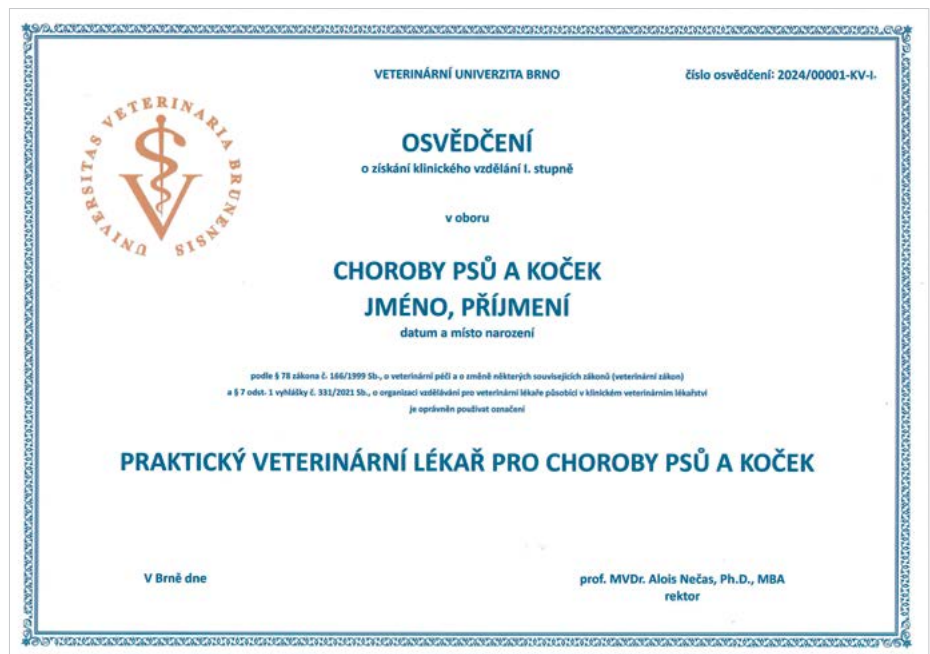 VETERINÁRNÍ UNIVERZITA BRNO
číslo osvědčení: 2024/00001-KV-I.
UNIVERSITAS VETERINARIA BRUNENSIS
OSVĚDČENÍ
o získání klinického vzdělání I. stupně
v oboru
CHOROBY PSŮ A KOČEK
JMÉNO, PŘÍJMENÍ
datum a místo narození
podle § 78 zákona č. 166/1999 Sb., o veterinární péči a o změně některých souvisejících zákonů (veterinární zákon)
a § 7 odst. 1 vyhlášky č. 331/2021 Sb., o organizaci vzdělávání pro veterinární lékaře působící v klinickém veterinárním lékařství
je oprávněn používat označení
PRAKTICKÝ VETERINÁRNÍ LÉKAŘ PRO CHOROBY PSŮ A KOČEK
V Brně dne
prof. MVDr. Alois Nečas, Ph.D., MBA
rektor